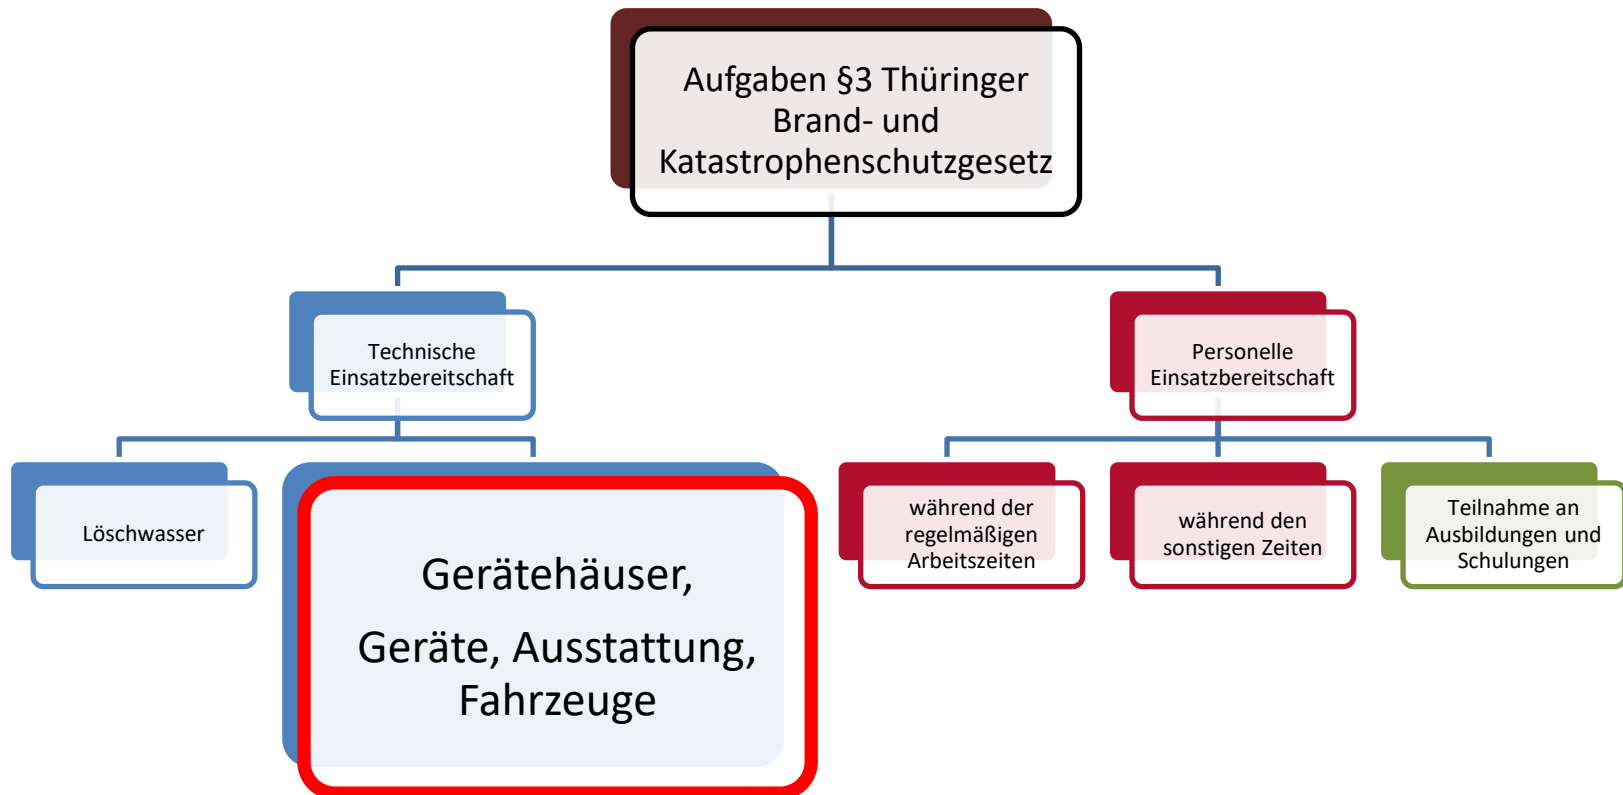 Aufgaben §3 Thüringer
Brand- und
Katastrophenschutzgesetz
Technische
Einsatzbereitschaft
Personelle
Einsatzbereitschaft
Löschwasser
Gerätehäuser,
Geräte, Ausstattung,
Fahrzeuge
während der
regelmäßigen
Arbeitszeiten
während den
sonstigen Zeiten
Teilnahme an
Ausbildungen und
Schulungen